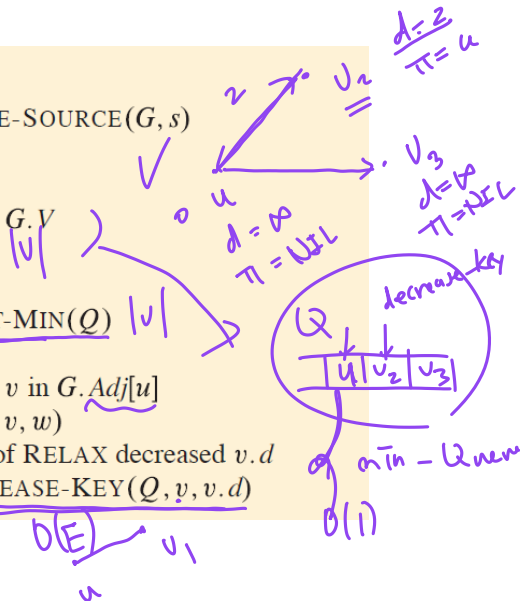 d=2
π=u
2
V₂
E-SOURCE(G, s)
V
V₃
d=∞
π=NIL
u
d=∞
π=NIL
G.V
|V|
decrease-key
Q
T-MIN(Q) |V|
u V₂ V₃
v in G.Adj[u]
v, w)
of RELAX decreased v.d
min-Queue
EASE-KEY(Q, v, v.d)
O(1)
O(E)
V₁
u